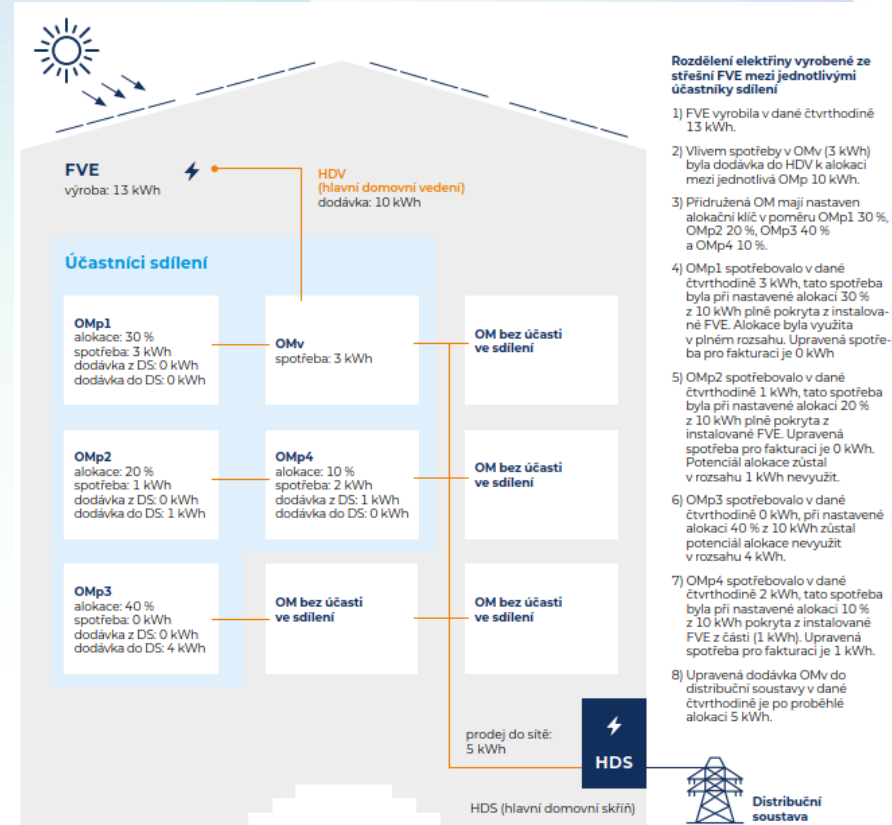 FVE
výroba: 13 kWh
HDV
(hlavní domovní vedení)
dodávka: 10 kWh
Účastníci sdílení
OMp1
alokace: 30 %
spotřeba: 3 kWh
dodávka z DS: 0 kWh
dodávka do DS: 0 kWh
OMv
spotřeba: 3 kWh
OM bez účasti
ve sdílení
OMp2
alokace: 20 %
spotřeba: 1 kWh
dodávka z DS: 0 kWh
dodávka do DS: 1 kWh
OMp4
alokace: 10 %
spotřeba: 2 kWh
dodávka z DS: 1 kWh
dodávka do DS: 0 kWh
OM bez účasti
ve sdílení
OMp3
alokace: 40 %
spotřeba: 0 kWh
dodávka z DS: 0 kWh
dodávka do DS: 4 kWh
OM bez účasti
ve sdílení
OM bez účasti
ve sdílení
prodej do sítě:
5 kWh
HDS
HDS (hlavní domovní skříň)
Distribuční
soustava
Rozdělení elektřiny vyrobené ze
střešní FVE mezi jednotlivými
účastníky sdílení
1) FVE vyrobila v dané čtvrthodině
13 kWh.
2) Vlivem spotřeby v OMv (3 kWh)
byla dodávka do HDV k alokaci
mezi jednotlivá OMp 10 kWh.
3) Přidružená OM mají nastaven
alokační klíč v poměru OMp1 30 %,
OMp2 20 %, OMp3 40 %
a OMp4 10 %.
4) OMp1 spotřebovalo v dané
čtvrthodině 3 kWh, tato spotřeba
byla při nastavené alokaci 30 %
z 10 kWh plně pokryta z instalova-
né FVE. Alokace byla využita
v plném rozsahu. Upravená spotře-
ba pro fakturaci je 0 kWh
5) OMp2 spotřebovalo v dané
čtvrthodině 1 kWh, tato spotřeba
byla při nastavené alokaci 20 %
z 10 kWh plně pokryta z
instalované FVE. Upravená
spotřeba pro fakturaci je 0 kWh.
Potenciál alokace zůstal
v rozsahu 1 kWh nevyužit.
6) OMp3 spotřebovalo v dané
čtvrthodině 0 kWh, při nastavené
alokaci 40 % z 10 kWh zůstal
potenciál alokace nevyužit
v rozsahu 4 kWh.
7) OMp4 spotřebovalo v dané
čtvrthodině 2 kWh, tato spotřeba
byla při nastavené alokaci 10 %
z 10 kWh pokryta z instalované
FVE z části (1 kWh). Upravená
spotřeba pro fakturaci je 1 kWh.
8) Upravená dodávka OMv do
distribuční soustavy v dané
čtvrthodině je po proběhlé
alokaci 5 kWh.